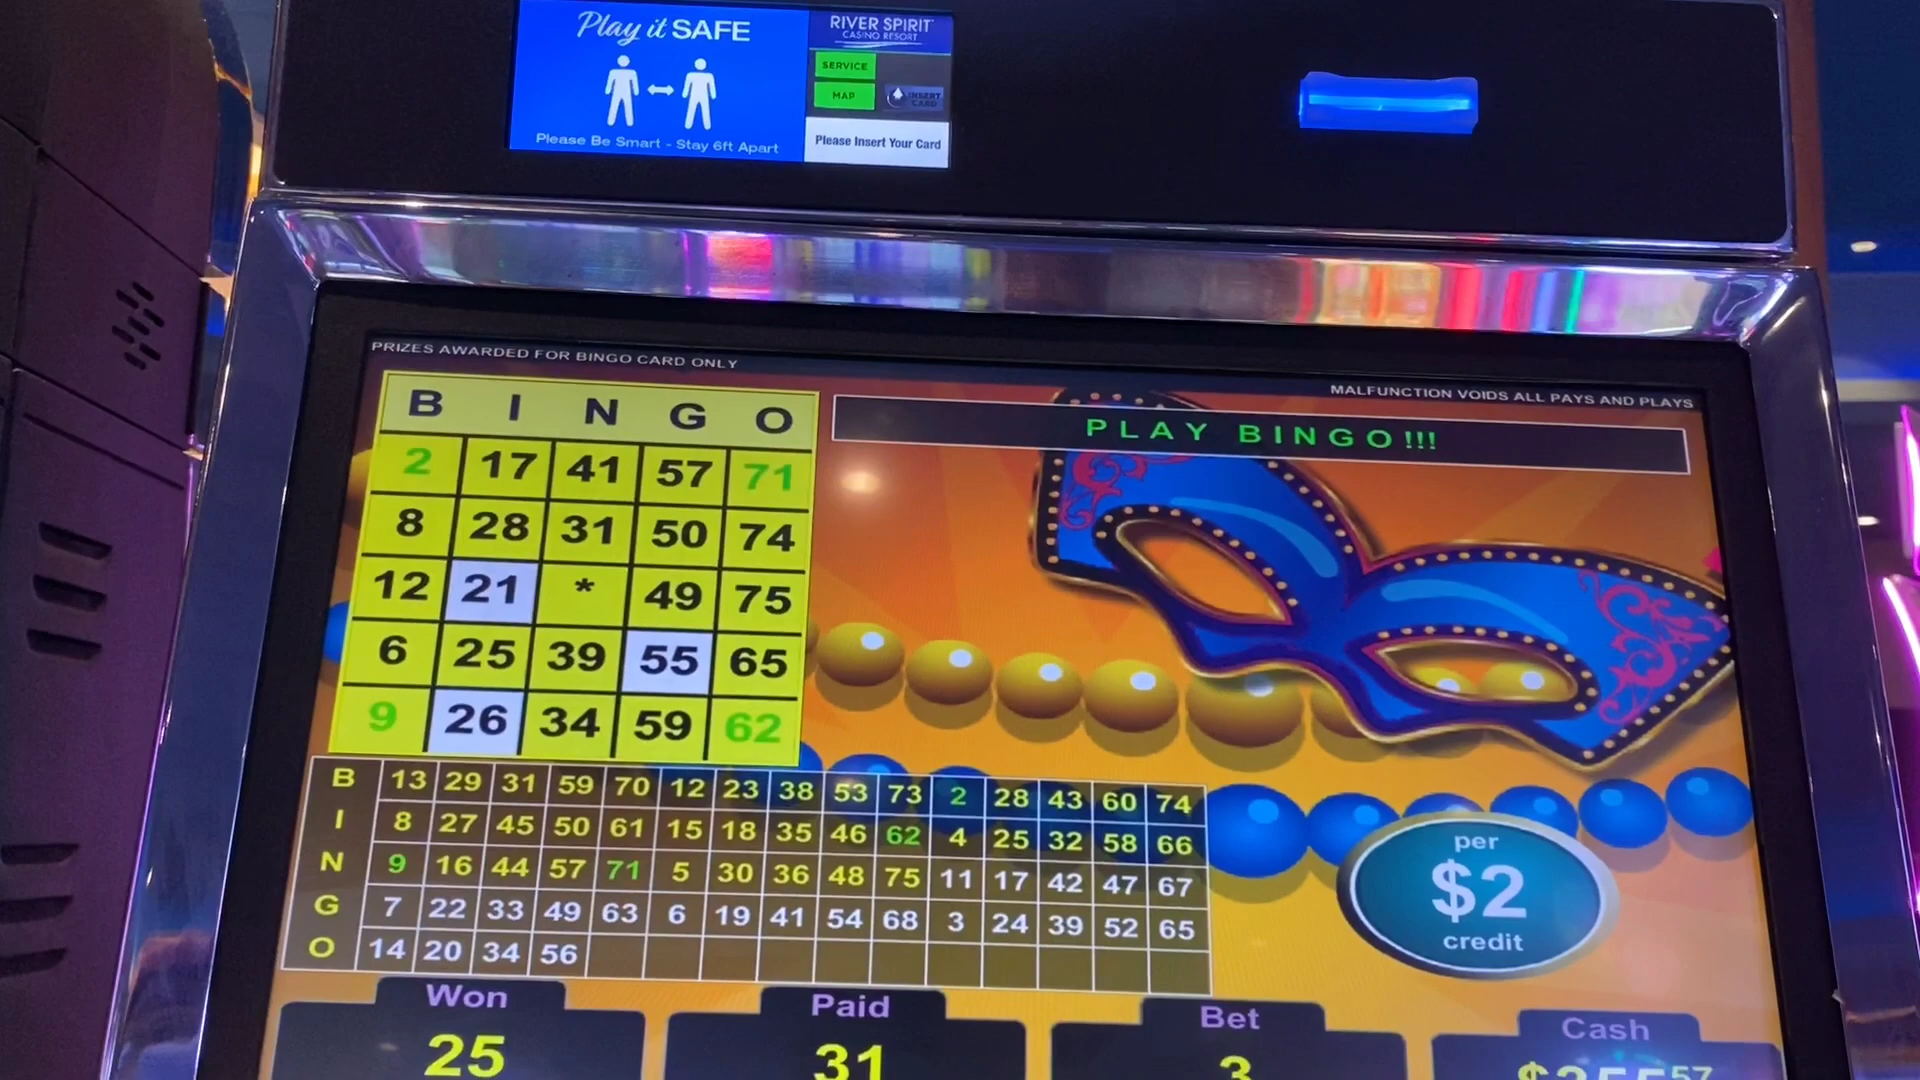 Play it SAFE
Please Be Smart - Stay 6ft Apart
RIVER SPIRIT
CASINO RESORT
SERVICE
MAP
INSERT CARD
Please Insert Your Card
PRIZES AWARDED FOR BINGO CARD ONLY
MALFUNCTION VOIDS ALL PAYS AND PLAYS
PLAY BINGO!!!
B I N G O
2 17 41 57 71
8 28 31 50 74
12 21 * 49 75
6 25 39 55 65
9 26 34 59 62
B 13 29 31 59 70 12 23 38 53 73 2 28 43 60 74
I 8 27 45 50 61 15 18 35 46 62 4 25 32 58 66
N 9 16 44 57 71 5 30 36 48 75 11 17 42 47 67
G 7 22 33 49 63 6 19 41 54 68 3 24 39 52 65
O 14 20 34 56
per
$2
credit
Won
25
Paid
31
Bet
3
Cash